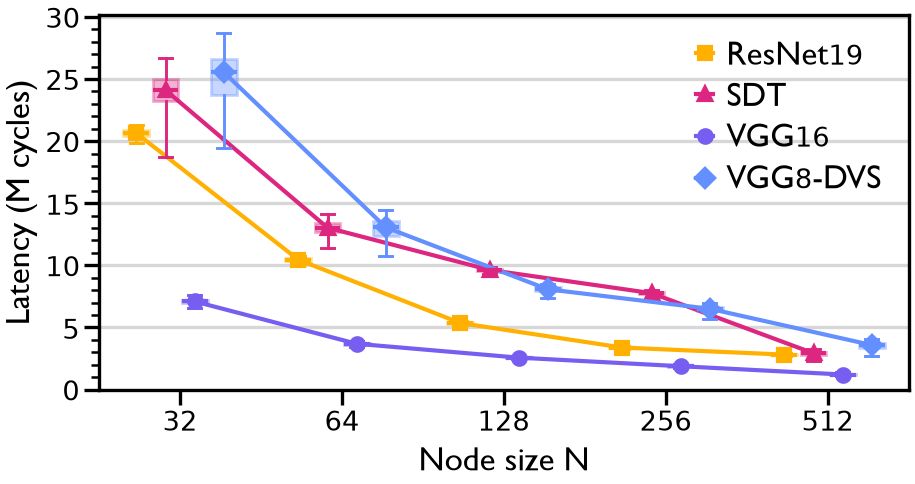 30
25
20
15
10
5
0
Latency (M cycles)
ResNet19
SDT
VGG16
VGG8-DVS
32 64 128 256 512
Node size N